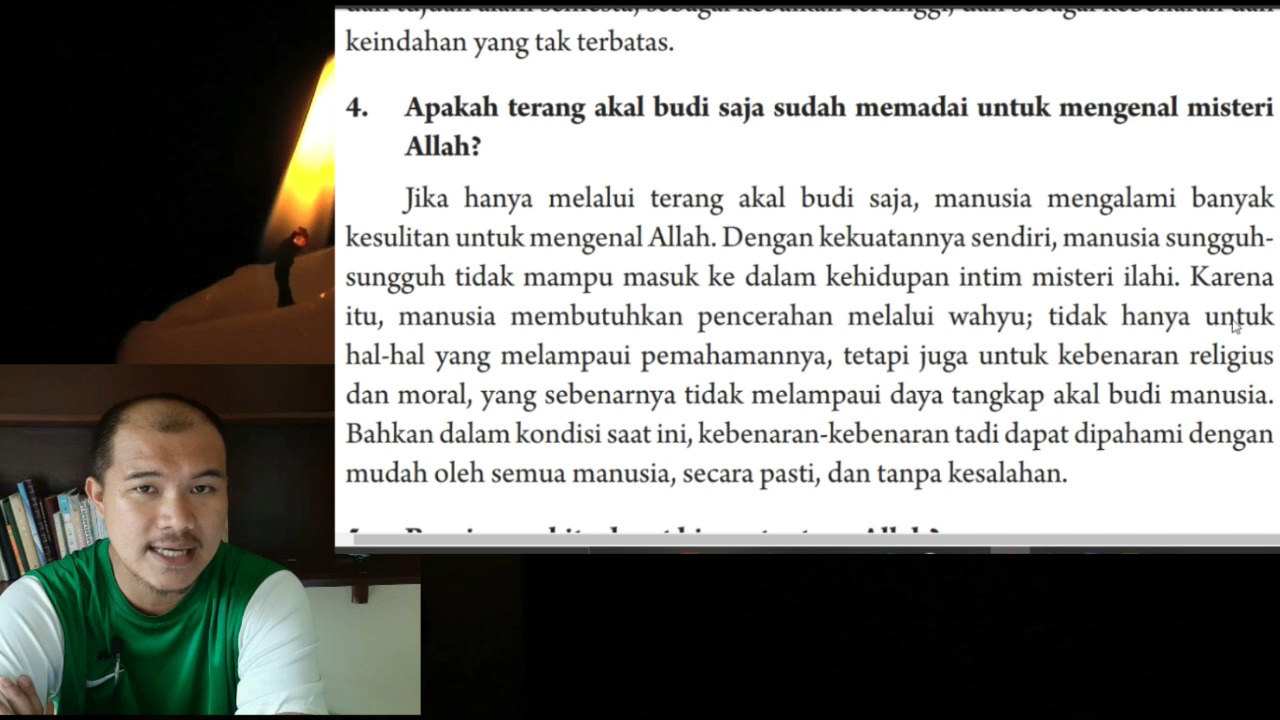 keindahan yang tak terbatas.
4. Apakah terang akal budi saja sudah memadai untuk mengenal misteri
Allah?
Jika hanya melalui terang akal budi saja, manusia mengalami banyak
kesulitan untuk mengenal Allah. Dengan kekuatannya sendiri, manusia sungguh-
sungguh tidak mampu masuk ke dalam kehidupan intim misteri ilahi. Karena
itu, manusia membutuhkan pencerahan melalui wahyu; tidak hanya untuk
hal-hal yang melampaui pemahamannya, tetapi juga untuk kebenaran religius
dan moral, yang sebenarnya tidak melampaui daya tangkap akal budi manusia.
Bahkan dalam kondisi saat ini, kebenaran-kebenaran tadi dapat dipahami dengan
mudah oleh semua manusia, secara pasti, dan tanpa kesalahan.